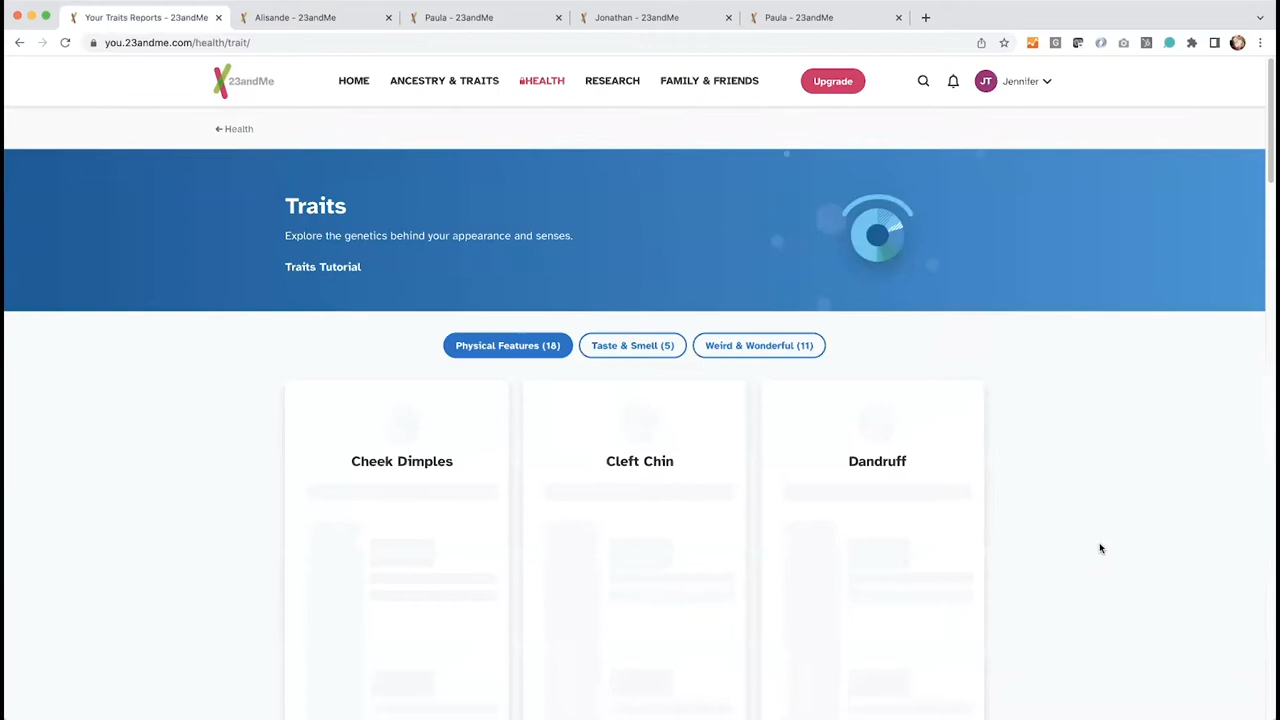 Your Traits Reports - 23andMe
Alisande - 23andMe
Paula - 23andMe
Jonathan - 23andMe
Paula - 23andMe
you.23andme.com/health/trait/
23andMe
HOME
ANCESTRY & TRAITS
HEALTH
RESEARCH
FAMILY & FRIENDS
Upgrade
JT
Jennifer
Health
Traits
Explore the genetics behind your appearance and senses.
Traits Tutorial
Physical Features (18)
Taste & Smell (5)
Weird & Wonderful (11)
Cheek Dimples
Cleft Chin
Dandruff